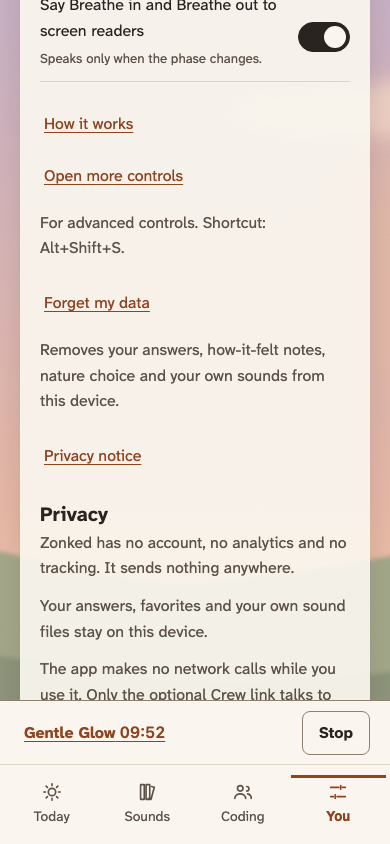 Say Breathe in and Breathe out to
screen readers
Speaks only when the phase changes.
How it works
Open more controls
For advanced controls. Shortcut:
Alt+Shift+S.
Forget my data
Removes your answers, how-it-felt notes,
nature choice and your own sounds from
this device.
Privacy notice
Privacy
Zonked has no account, no analytics and no
tracking. It sends nothing anywhere.
Your answers, favorites and your own sound
files stay on this device.
The app makes no network calls while you
use it. Only the optional Crew link talks to
Gentle Glow 09:52
Stop
Today
Sounds
Coding
You